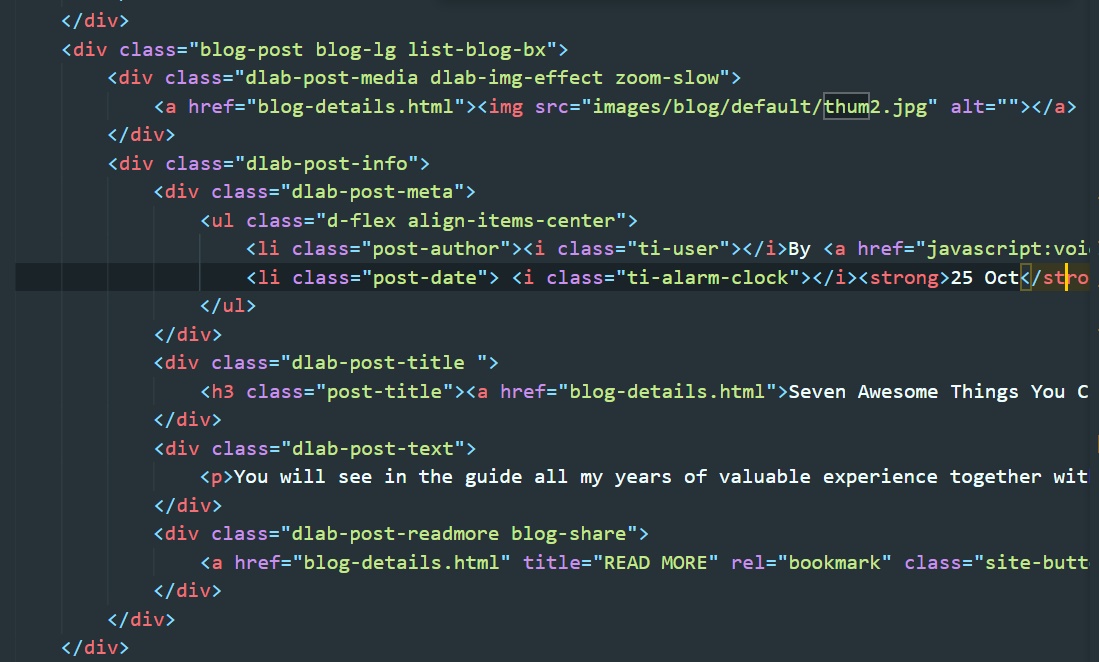 </div>
<div class="blog-post blog-lg list-blog-bx">
<div class="dlab-post-media dlab-img-effect zoom-slow">
<a href="blog-details.html"><img src="images/blog/default/thum2.jpg" alt=""></a>
</div>
<div class="dlab-post-info">
<div class="dlab-post-meta">
<ul class="d-flex align-items-center">
<li class="post-author"><i class="ti-user"></i>By <a href="javascript:voi
<li class="post-date"> <i class="ti-alarm-clock"></i><strong>25 Oct</stro
</ul>
</div>
<div class="dlab-post-title ">
<h3 class="post-title"><a href="blog-details.html">Seven Awesome Things You C
</div>
<div class="dlab-post-text">
<p>You will see in the guide all my years of valuable experience together wit
</div>
<div class="dlab-post-readmore blog-share">
<a href="blog-details.html" title="READ MORE" rel="bookmark" class="site-butt
</div>
</div>
</div>